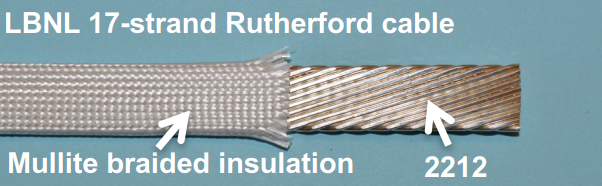 LBNL 17-strand Rutherford cable
Mullite braided insulation
2212